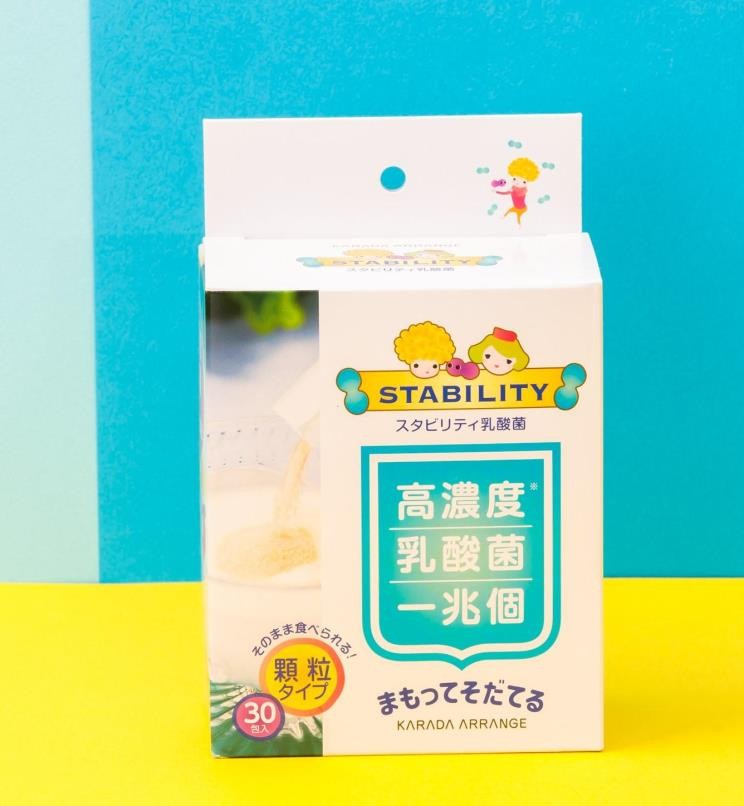 KARADA ARRANGE
STABILITY
スタビリティ乳酸菌
STABILITY
スタビリティ乳酸菌
高濃度※
乳酸菌
一兆個
そのまま食べられる!
顆粒
タイプ
30
包入
まもってそだてる
KARADA ARRANGE